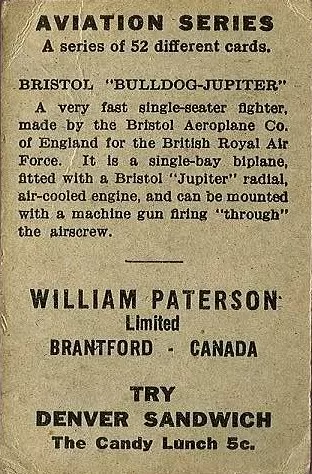 AVIATION SERIES
A series of 52 different cards.
BRISTOL "BULLDOG-JUPITER"
A very fast single-seater fighter,
made by the Bristol Aeroplane Co.
of England for the British Royal Air
Force. It is a single-bay biplane,
fitted with a Bristol "Jupiter" radial,
air-cooled engine, and can be mounted
with a machine gun firing "through"
the airscrew.
WILLIAM PATERSON
Limited
BRANTFORD - CANADA
TRY
DENVER SANDWICH
The Candy Lunch 5c.